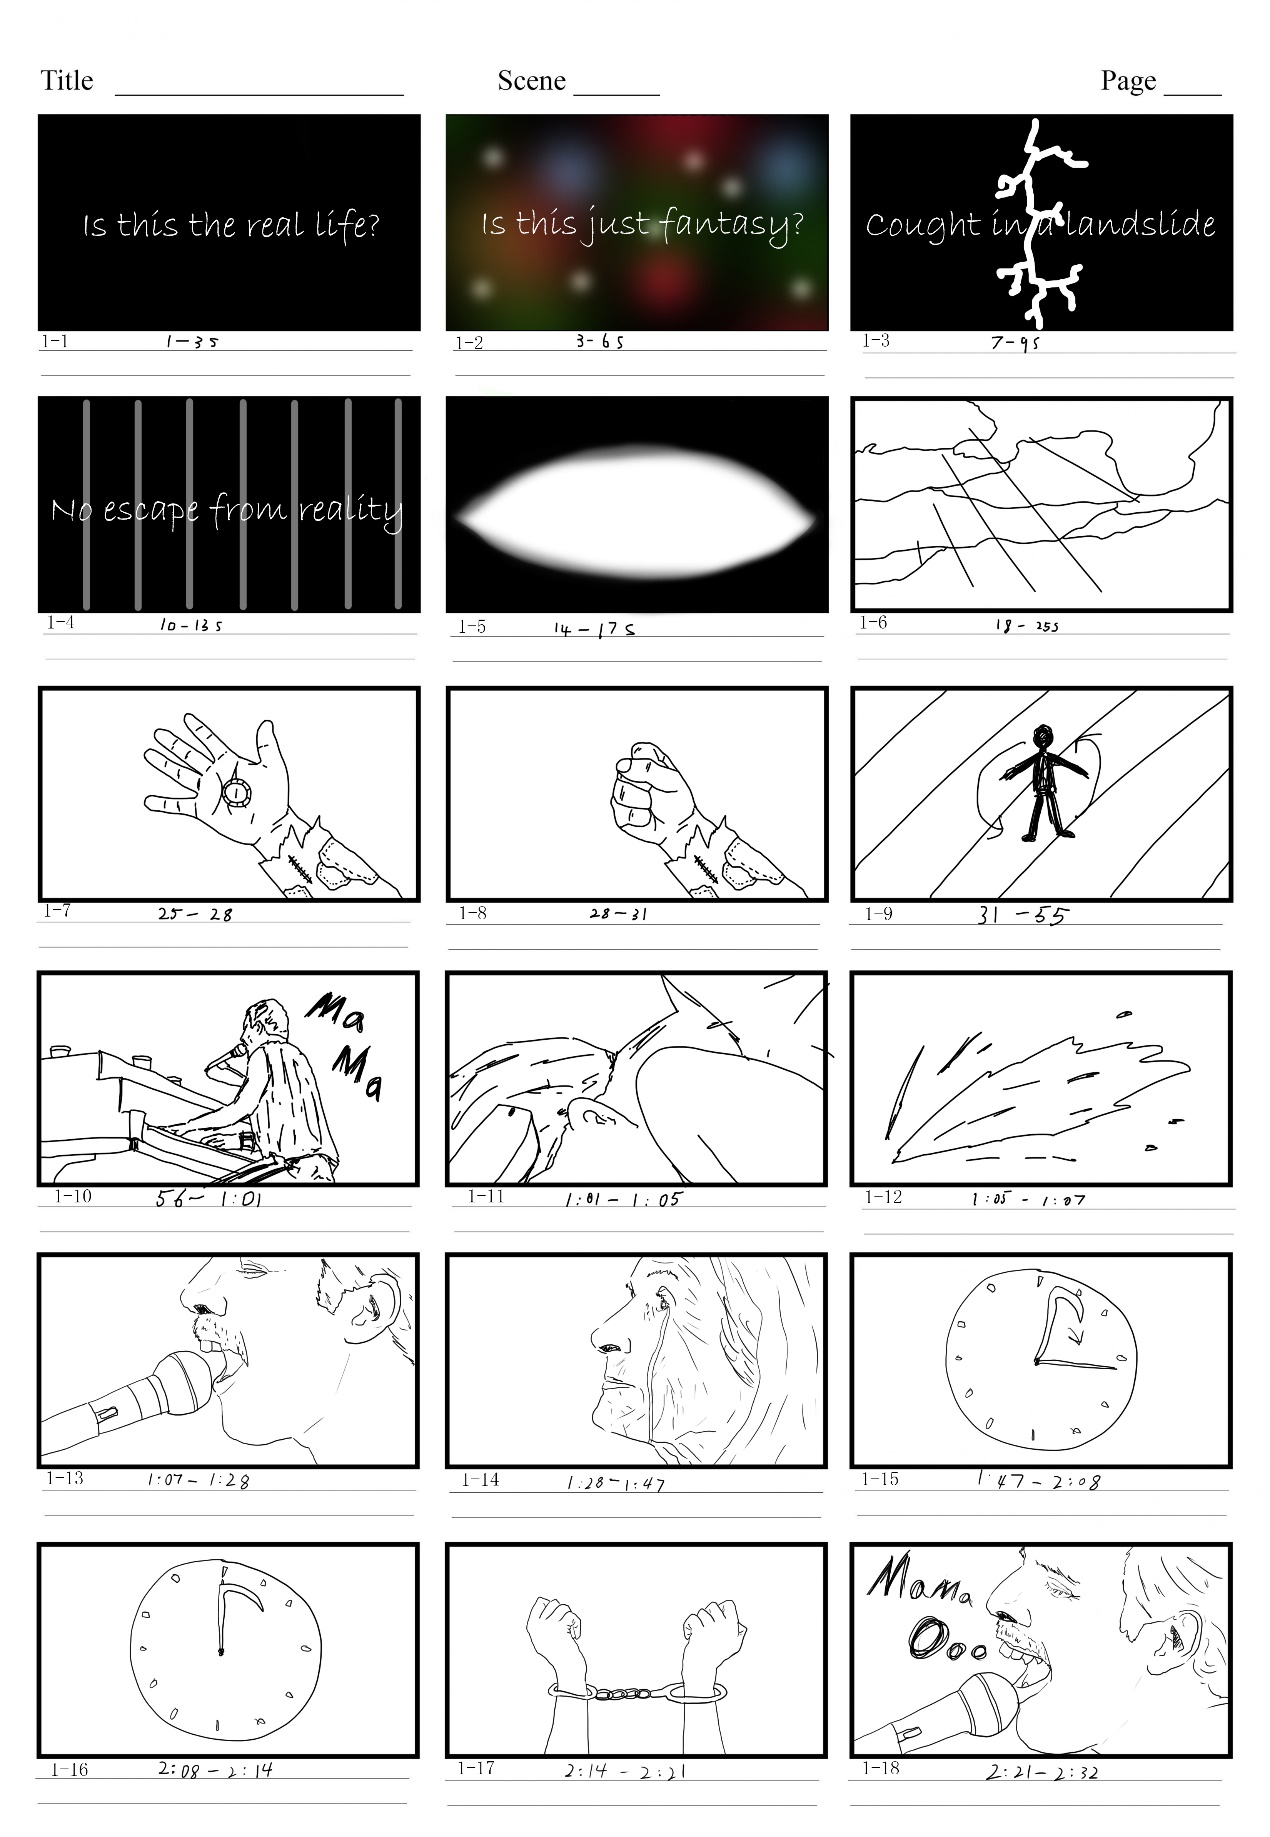 Title Scene Page
Is this the real life?
Is this just fantasy?
Cought in a landslide
1-1 1-3s
1-2 3-6s
1-3 7-9s
No escape from reality
1-4 10-13s
1-5 14-17s
1-6 18-25s
1-7 25-28
1-8 28-31
1-9 31-55
Ma
Ma
1-10 56-1:01
1-11 1:01-1:05
1-12 1:05-1:07
1-13 1:07-1:28
1-14 1:28-1:47
1-15 1:47-2:08
Mama
Ooo
1-16 2:08-2:14
1-17 2:14-2:21
1-18 2:21-2:32